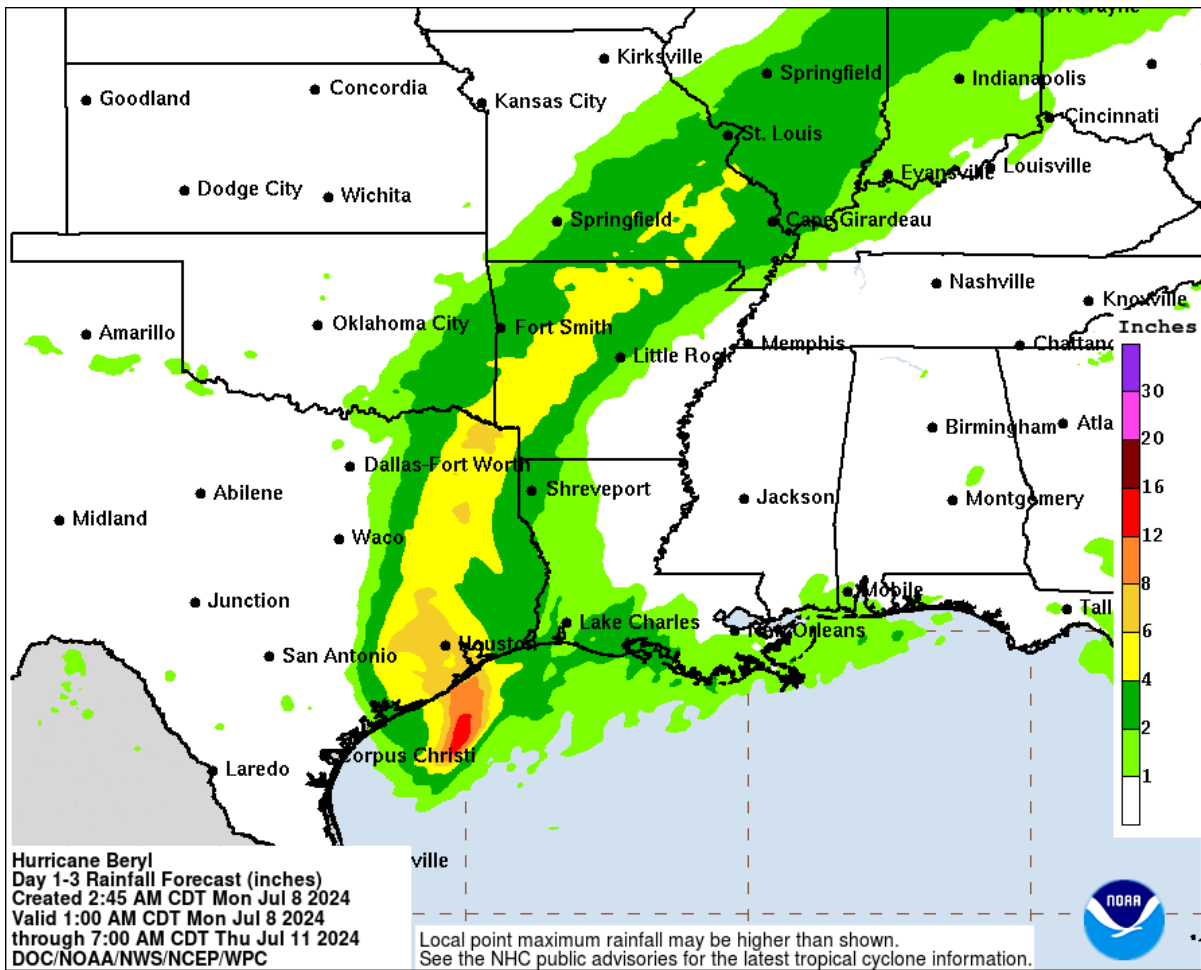 Fort Wayne
Kirksville
Springfield
Indianapolis
Goodland
Concordia
Kansas City
Cincinnati
St. Louis
Dodge City
Wichita
Evansville
Louisville
Springfield
Cape Girardeau
Nashville
Knoxville
Amarillo
Oklahoma City
Fort Smith
Little Rock
Memphis
Chattano
Inches
30
20
16
12
8
6
4
2
1
Birmingham
Atla
Dallas-Fort Worth
Abilene
Shreveport
Jackson
Montgomery
Midland
Waco
Junction
Mobile
Tall
Lake Charles
New Orleans
Houston
San Antonio
Corpus Christi
Laredo
ville
Hurricane Beryl
Day 1-3 Rainfall Forecast (inches)
Created 2:45 AM CDT Mon Jul 8 2024
Valid 1:00 AM CDT Mon Jul 8 2024
through 7:00 AM CDT Thu Jul 11 2024
DOC/NOAA/NWS/NCEP/WPC
Local point maximum rainfall may be higher than shown.
See the NHC public advisories for the latest tropical cyclone information.
NOAA